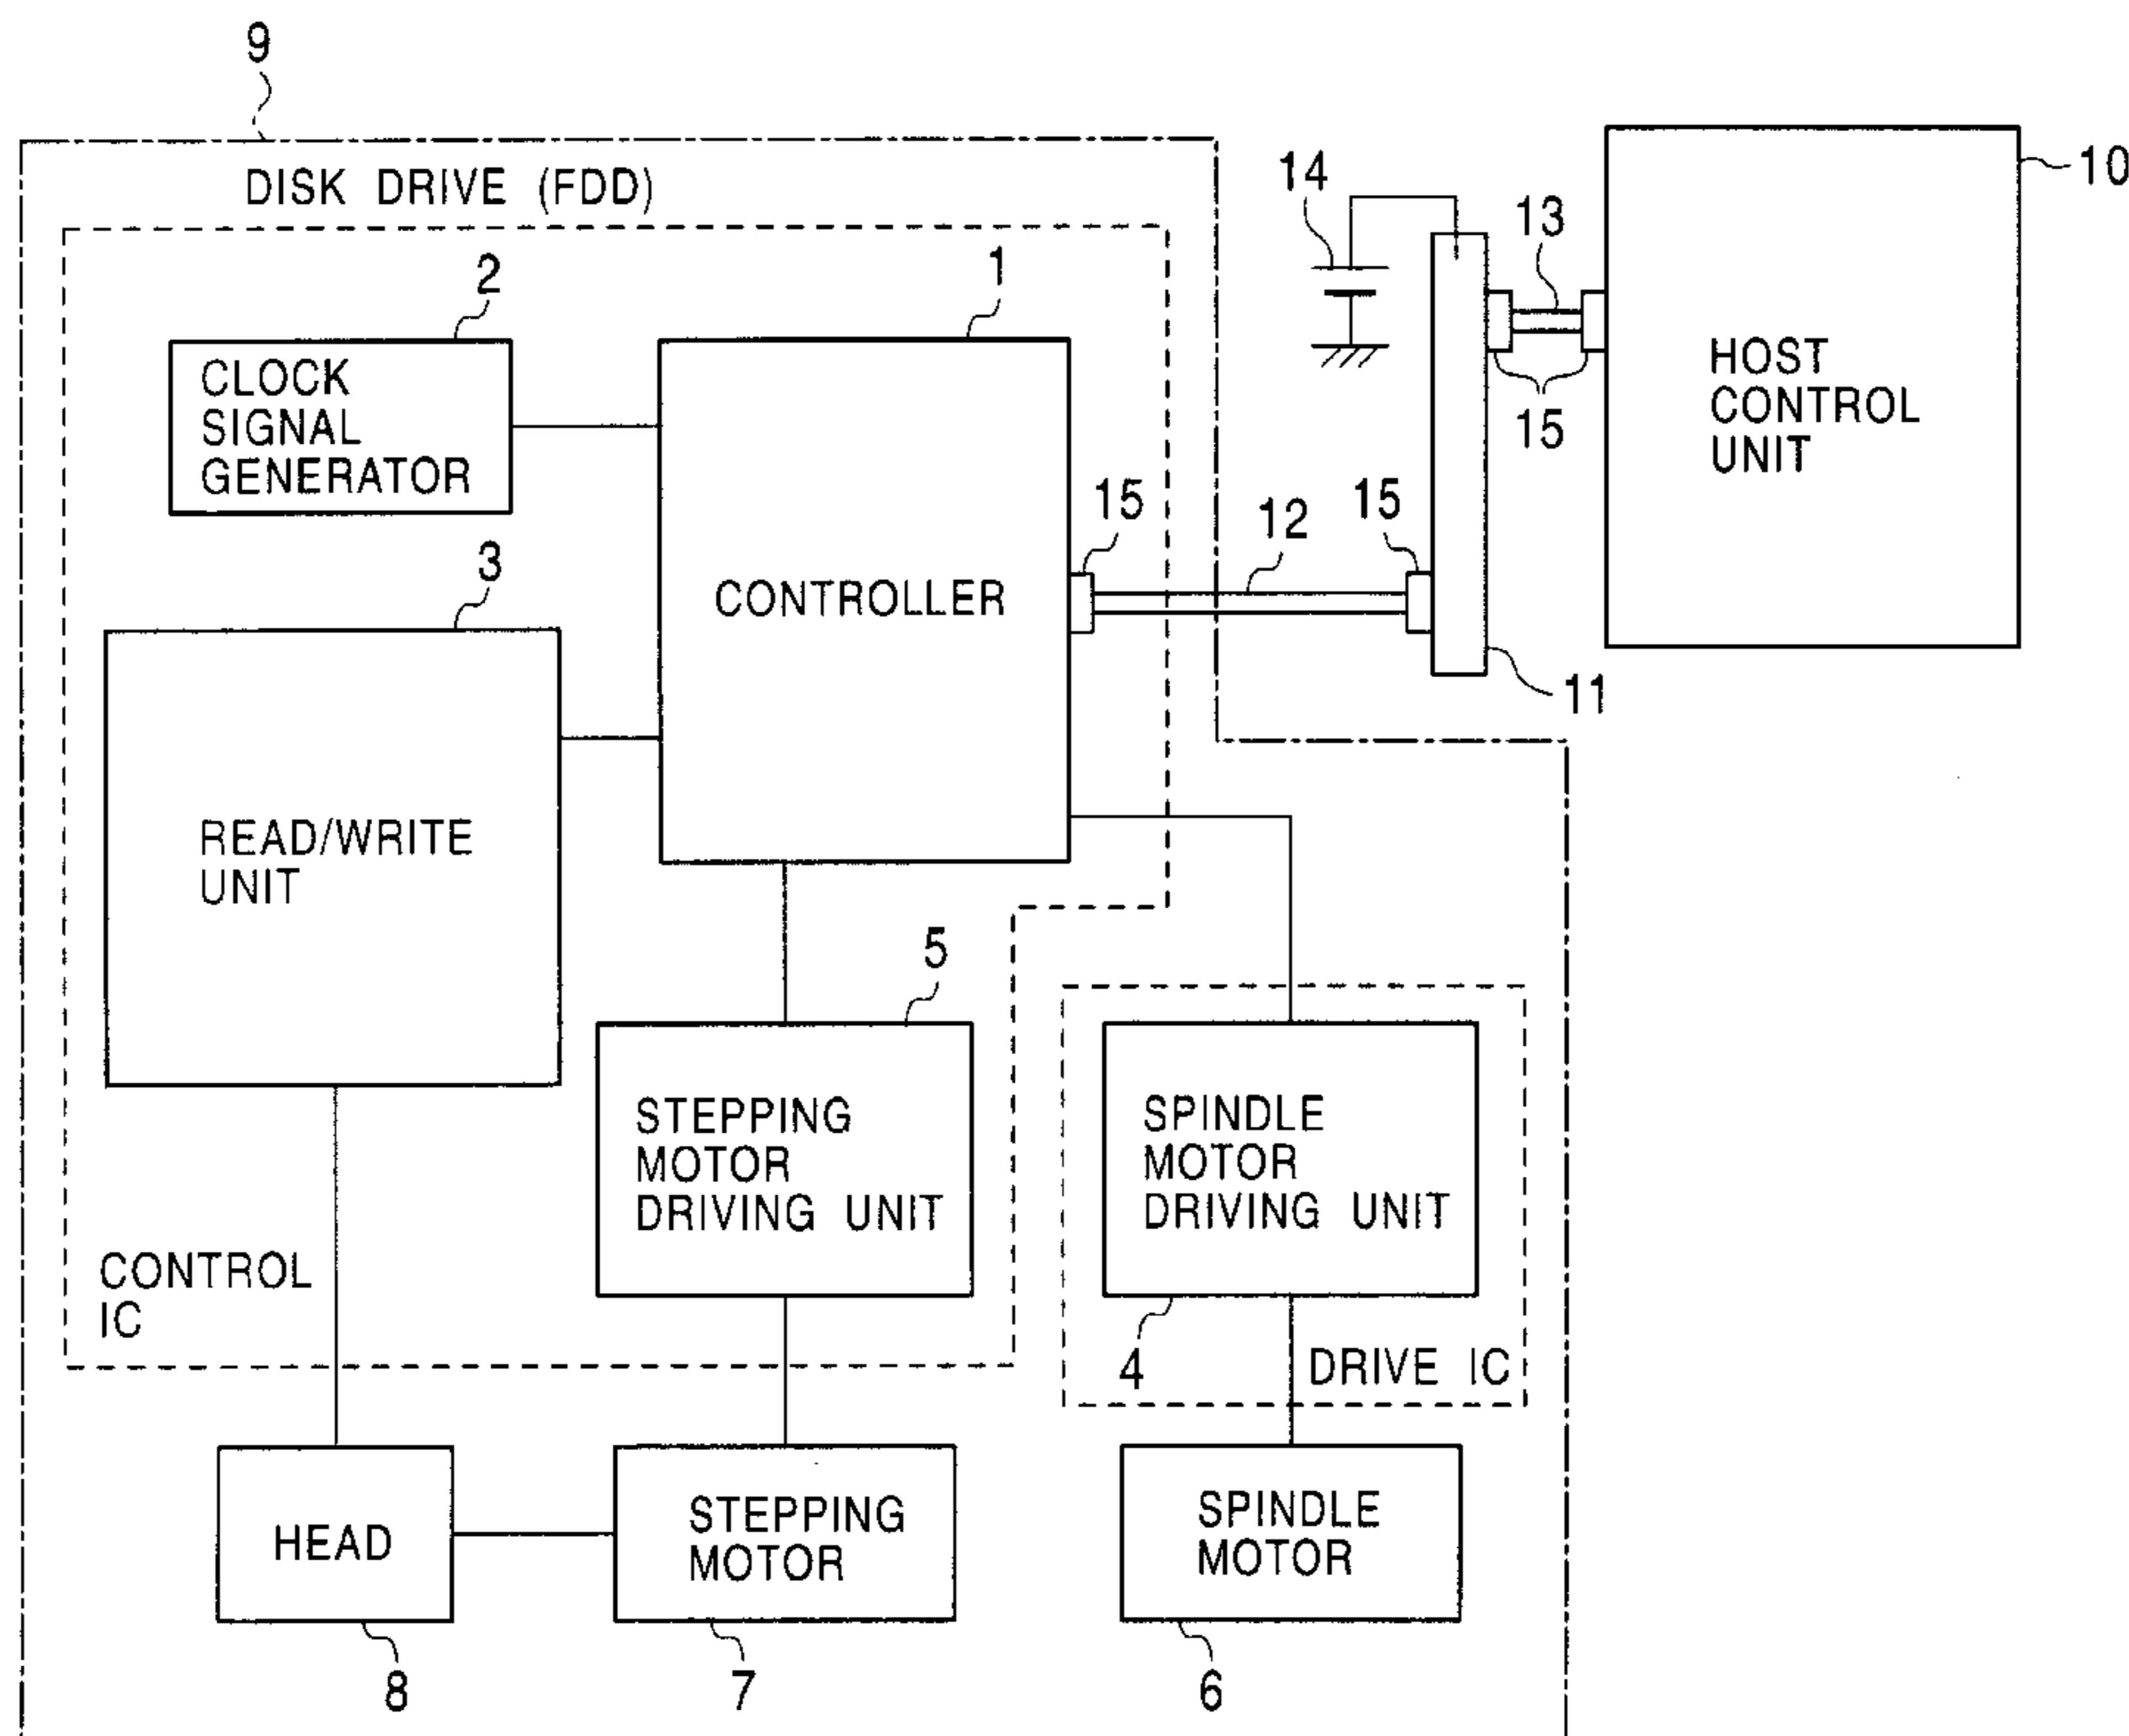 9
DISK DRIVE (FDD)
14
13
10
2
1
CLOCK
SIGNAL
GENERATOR
HOST
CONTROL
UNIT
15
15
12
15
3
CONTROLLER
11
READ/WRITE
UNIT
5
STEPPING
MOTOR
DRIVING UNIT
SPINDLE
MOTOR
DRIVING UNIT
CONTROL
IC
4
DRIVE IC
HEAD
STEPPING
MOTOR
SPINDLE
MOTOR
8
7
6